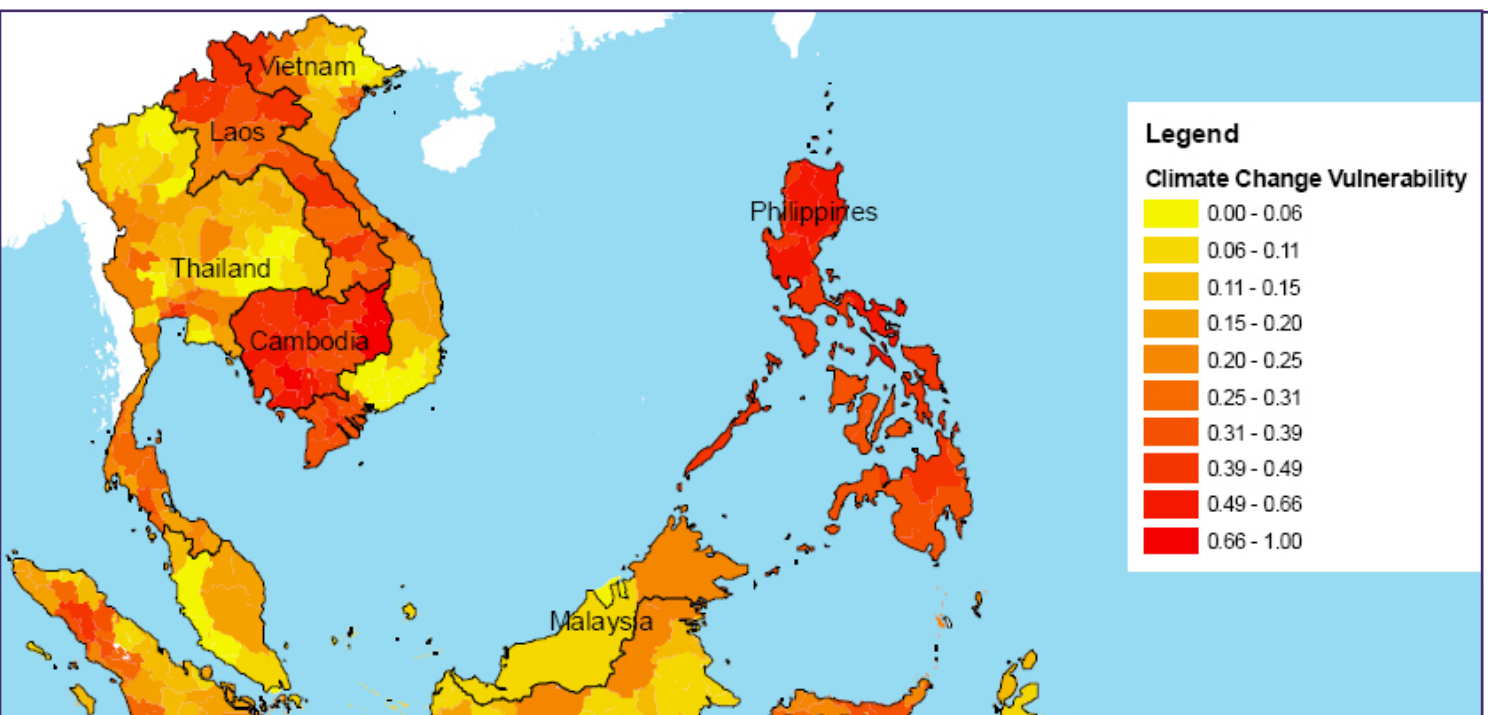 Vietnam
Laos
Thailand
Cambodia
Philippines
Malaysia
Legend
Climate Change Vulnerability
0.00 - 0.06
0.06 - 0.11
0.11 - 0.15
0.15 - 0.20
0.20 - 0.25
0.25 - 0.31
0.31 - 0.39
0.39 - 0.49
0.49 - 0.66
0.66 - 1.00